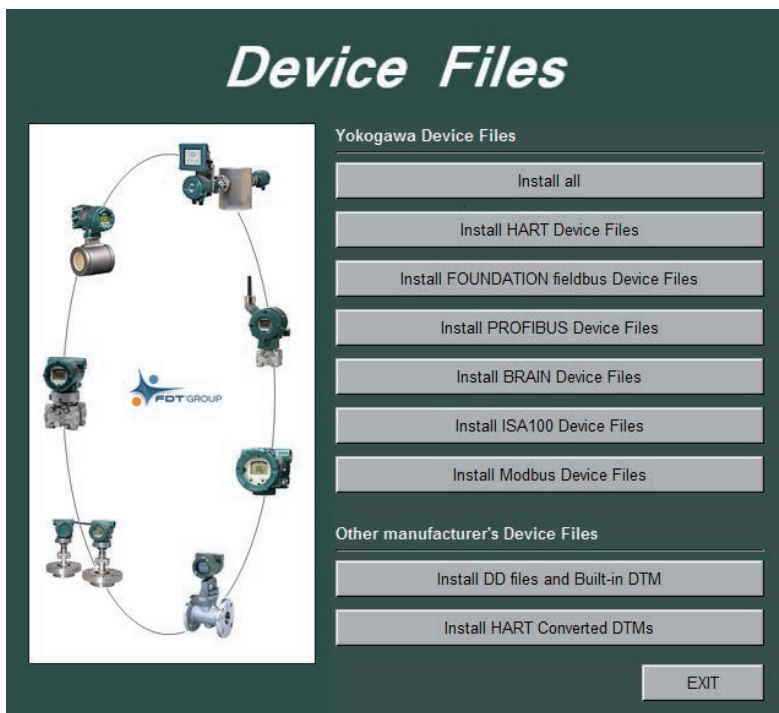 Device Files
Yokogawa Device Files
Install all
Install HART Device Files
Install FOUNDATION fieldbus Device Files
Install PROFIBUS Device Files
Install BRAIN Device Files
Install ISA100 Device Files
Install Modbus Device Files
FDT GROUP
Other manufacturer's Device Files
Install DD files and Built-in DTM
Install HART Converted DTMs
EXIT